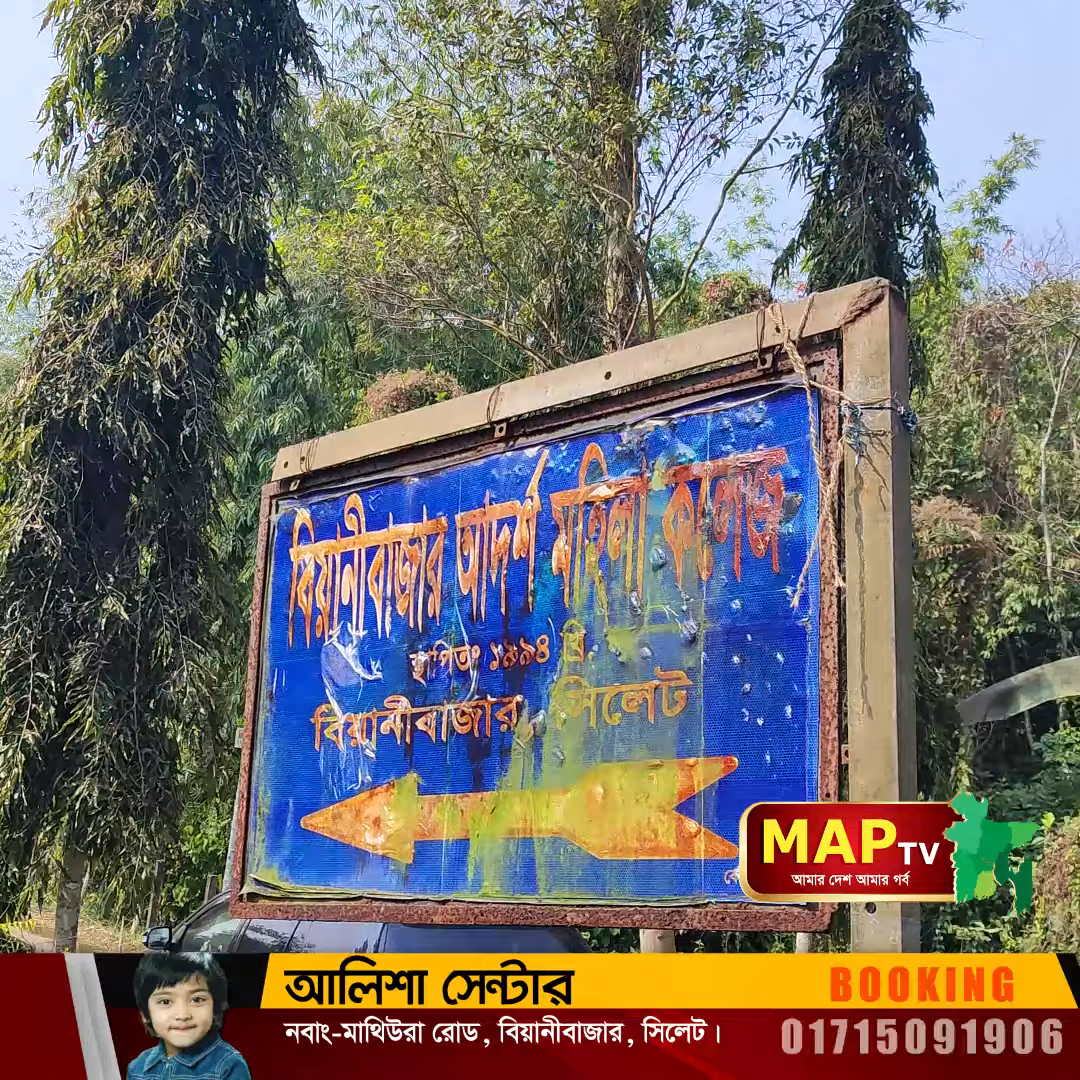 বিয়ানীবাজার আদর্শ মহিলা কলেজ
স্থাপিতঃ ১৯৯৪ খ্রি.
বিয়ানীবাজার, সিলেট
MAP TV
আমার দেশ আমার গর্ব
আলিশা সেন্টার
BOOKING
নবাং-মাথিউরা রোড, বিয়ানীবাজার, সিলেট।
01715091906